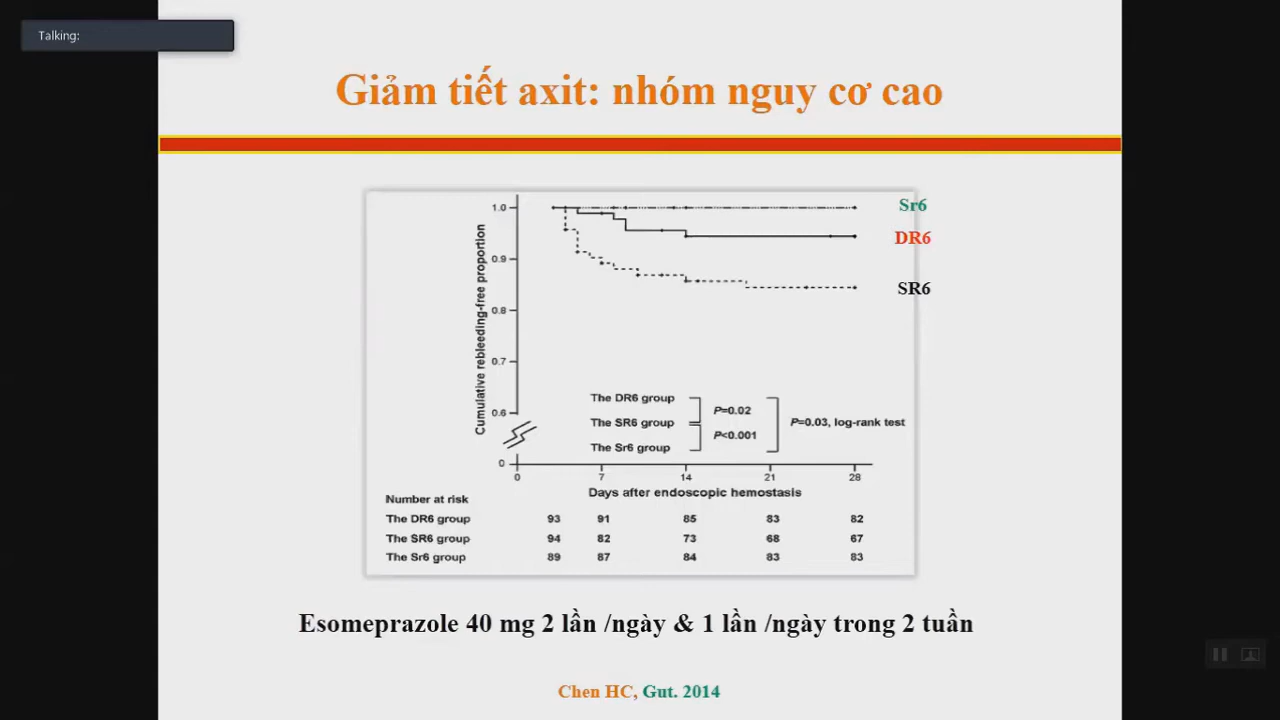 Talking:
Giảm tiết axit: nhóm nguy cơ cao
Cumulative rebleeding-free proportion
1.0
0.9
0.8
0.7
0.6
0
Sr6
DR6
SR6
The DR6 group
The SR6 group
The Sr6 group
P=0.02
P<0.001
P=0.03, log-rank test
0 7 14 21 28
Days after endoscopic hemostasis
Number at risk
The DR6 group 93 91 85 83 82
The SR6 group 94 82 73 68 67
The Sr6 group 89 87 84 83 83
Esomeprazole 40 mg 2 lần /ngày & 1 lần /ngày trong 2 tuần
Chen HC, Gut. 2014